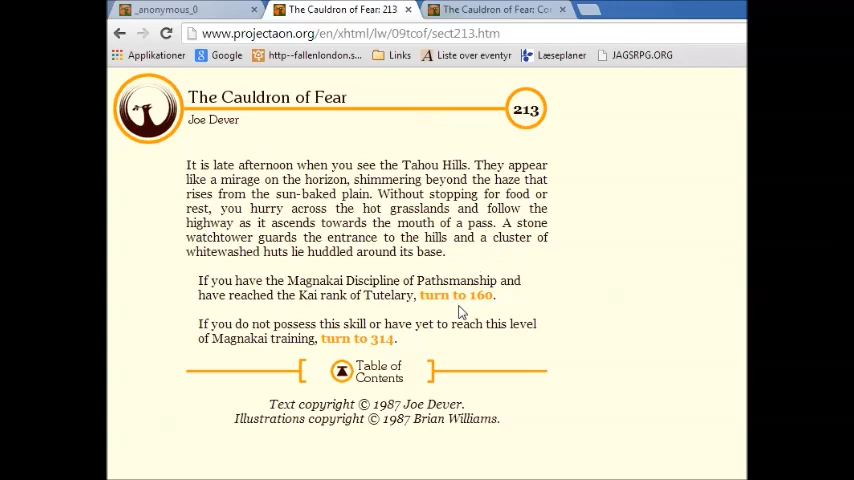 _anonymous_0
The Cauldron of Fear: 213
The Cauldron of Fear: Co
www.projectaon.org/en/xhtml/lw/09tcof/sect213.htm
Applikationer
Google
http--fallenlondon.s...
Links
Liste over eventyr
Læseplaner
JAGSRPG.ORG
The Cauldron of Fear
213
Joe Dever
It is late afternoon when you see the Tahou Hills. They appear
like a mirage on the horizon, shimmering beyond the haze that
rises from the sun-baked plain. Without stopping for food or
rest, you hurry across the hot grasslands and follow the
highway as it ascends towards the mouth of a pass. A stone
watchtower guards the entrance to the hills and a cluster of
whitewashed huts lie huddled around its base.
If you have the Magnakai Discipline of Pathsmanship and
have reached the Kai rank of Tutelary, turn to 160.
If you do not possess this skill or have yet to reach this level
of Magnakai training, turn to 314.
Table of
Contents
Text copyright © 1987 Joe Dever.
Illustrations copyright © 1987 Brian Williams.